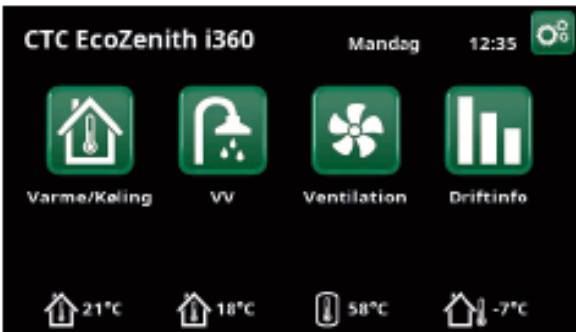 CTC EcoZenith i360 Mandag 12:35
Varme/Køling VV Ventilation Driftinfo
21°C 18°C 58°C -7°C